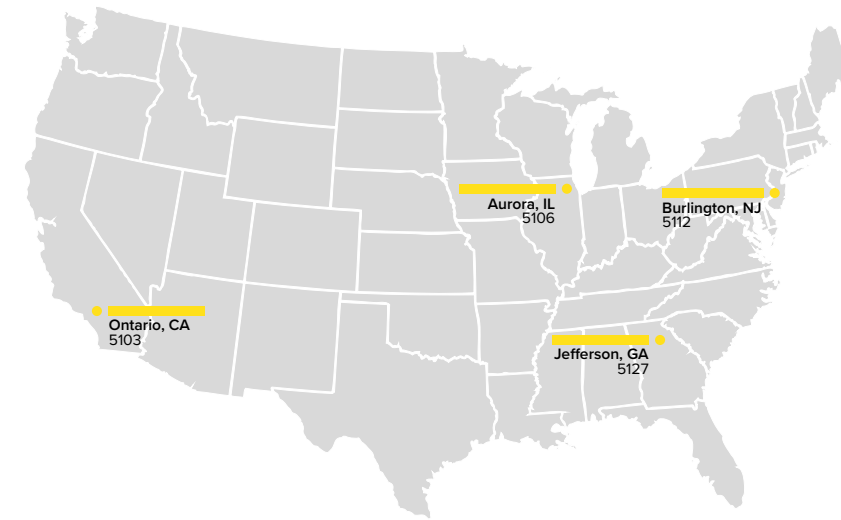 Aurora, IL
5106
Burlington, NJ
5112
Ontario, CA
5103
Jefferson, GA
5127